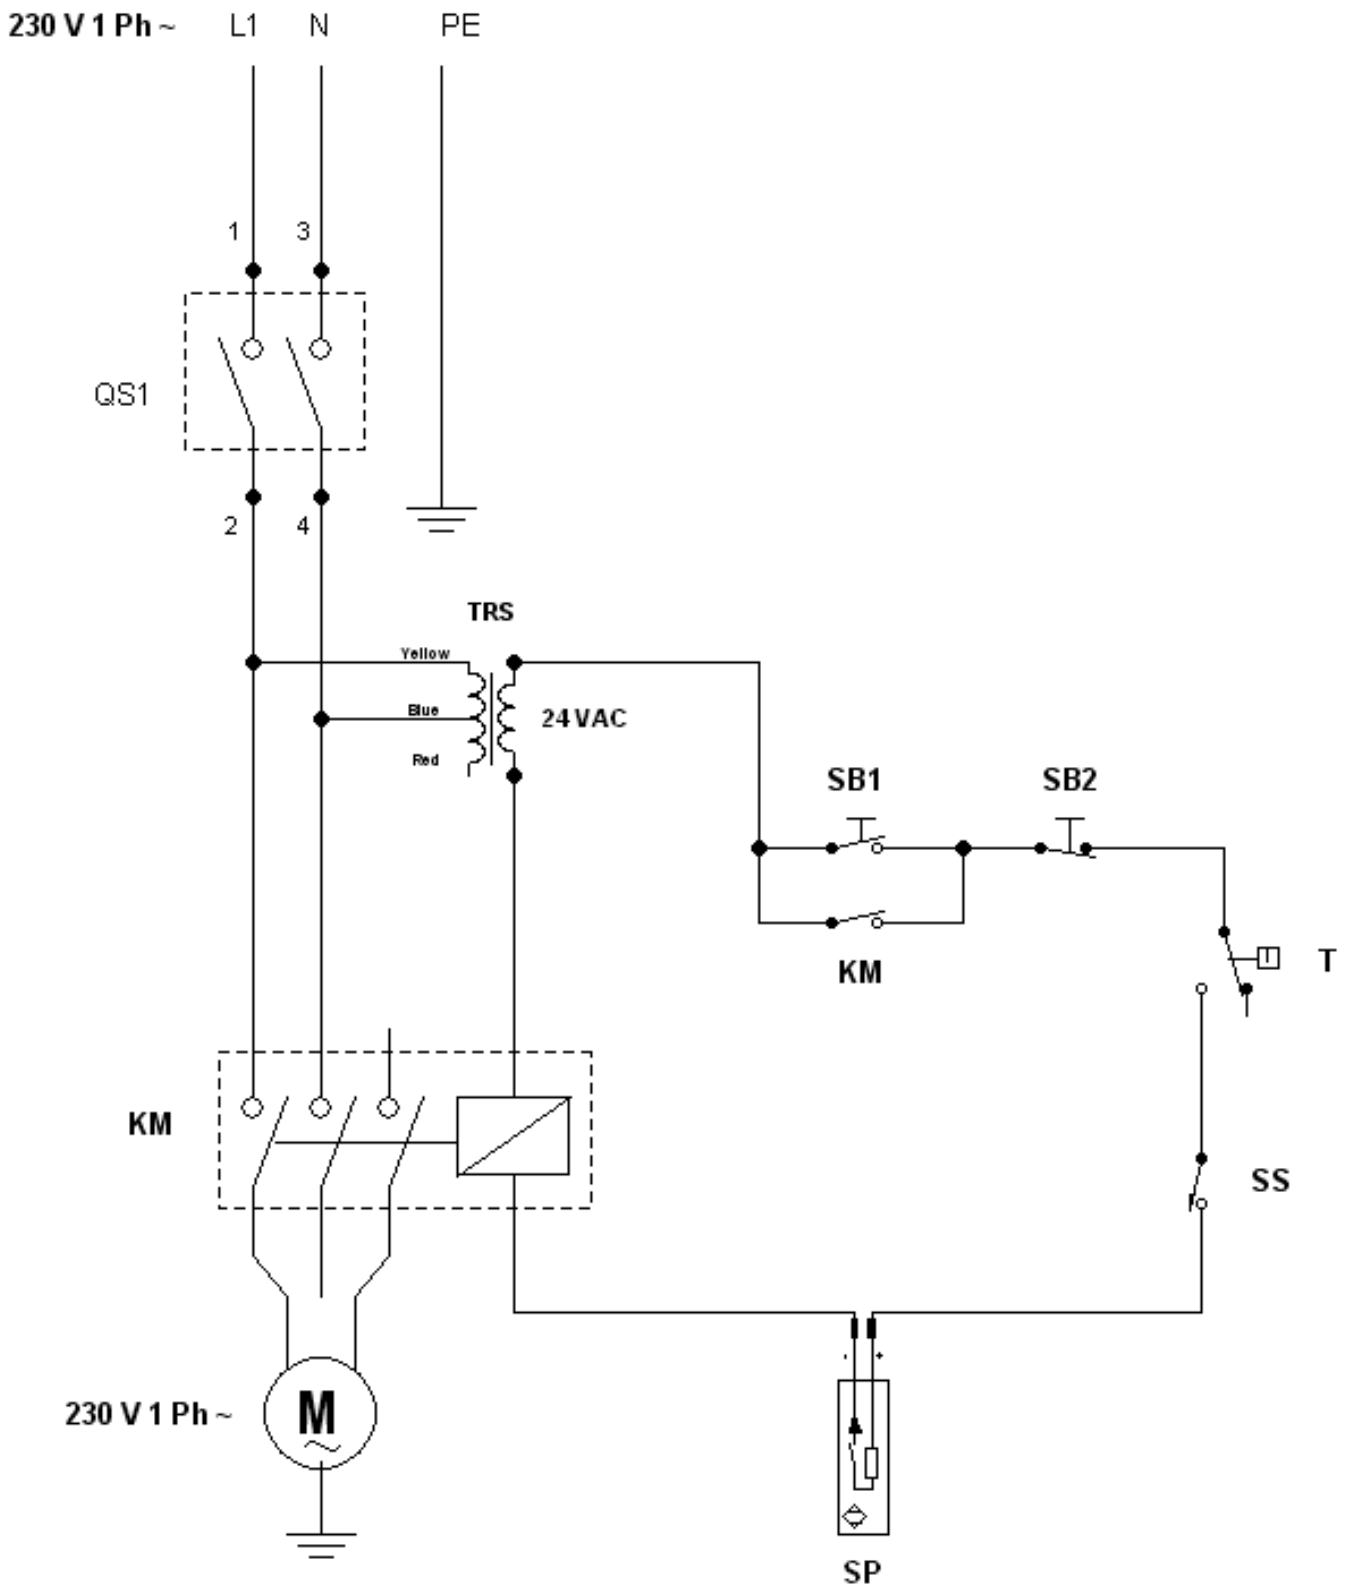 230 V 1 Ph ~ L1 N PE
1 3
QS1
2 4
TRS
Yellow
Blue
24 VAC
Red
SB1 SB2
KM
T
KM
SS
- +
230 V 1 Ph ~
M
~
SP